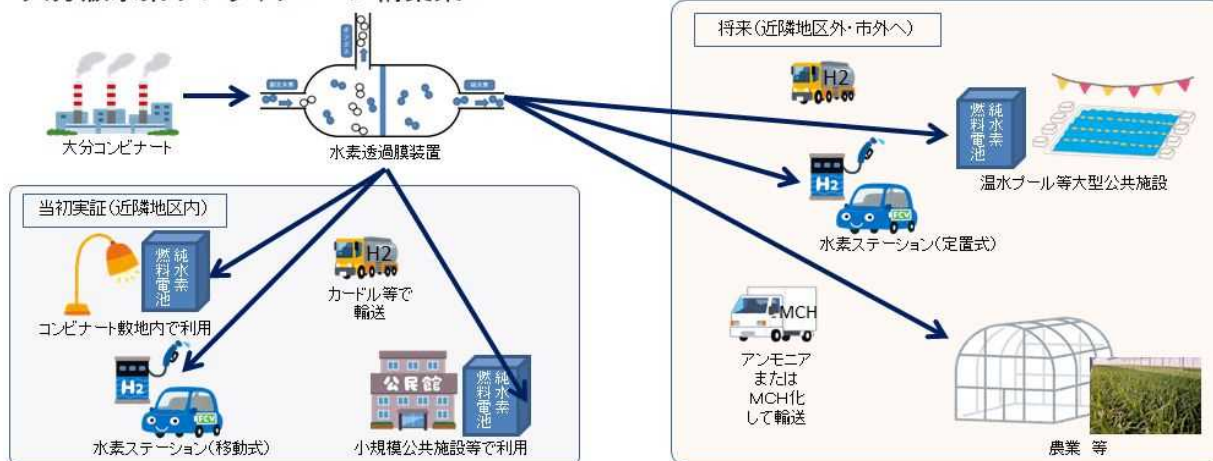 将来(近隣地区外・市外へ)
H2
純水素
燃料電池
温水プール等大型公共施設
大分コンビナート
水素透過膜装置
H2
FCV
水素ステーション(定置式)
当初実証(近隣地区内)
純水素
燃料電池
コンビナート敷地内で利用
H2
カードル等で
輸送
MCH
アンモニア
または
MCH化
して輸送
H2
FCV
水素ステーション(移動式)
公民館
純水素
燃料電池
小規模公共施設等で利用
農業 等